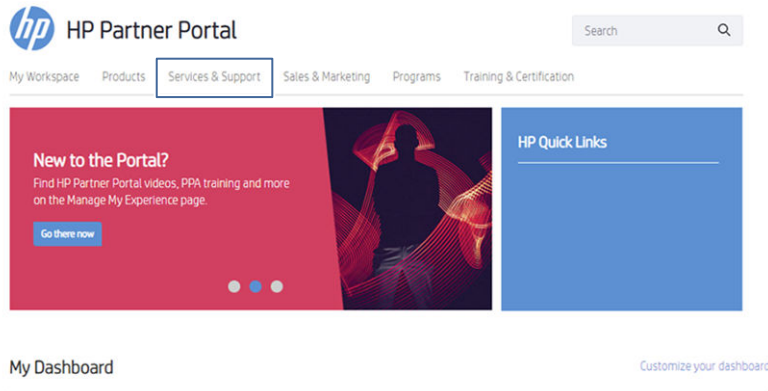 hp HP Partner Portal
Search
My Workspace Products Services & Support Sales & Marketing Programs Training & Certification
New to the Portal?
Find HP Partner Portal videos, PPA training and more
on the Manage My Experience page.
Go there now
HP Quick Links
My Dashboard
Customize your dashboard